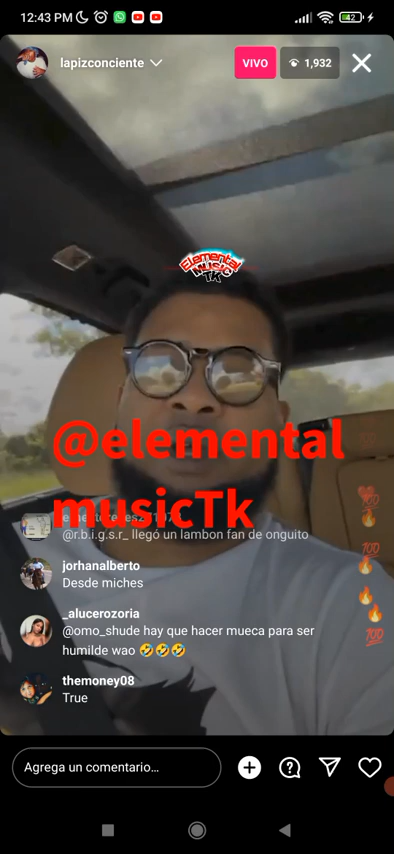 12:43 PM
42
lapizconciente
VIVO
1,932
Elemental
MUSIC
TK
@elemental
musicTk
@r.b.i.g.s.r_ llegó un lambon fan de onguito
jorhanalberto
Desde miches
_alucerozoria
@omo_shude hay que hacer mueca para ser
humilde wao 🤣🤣🤣
themoney08
True
Agrega un comentario...